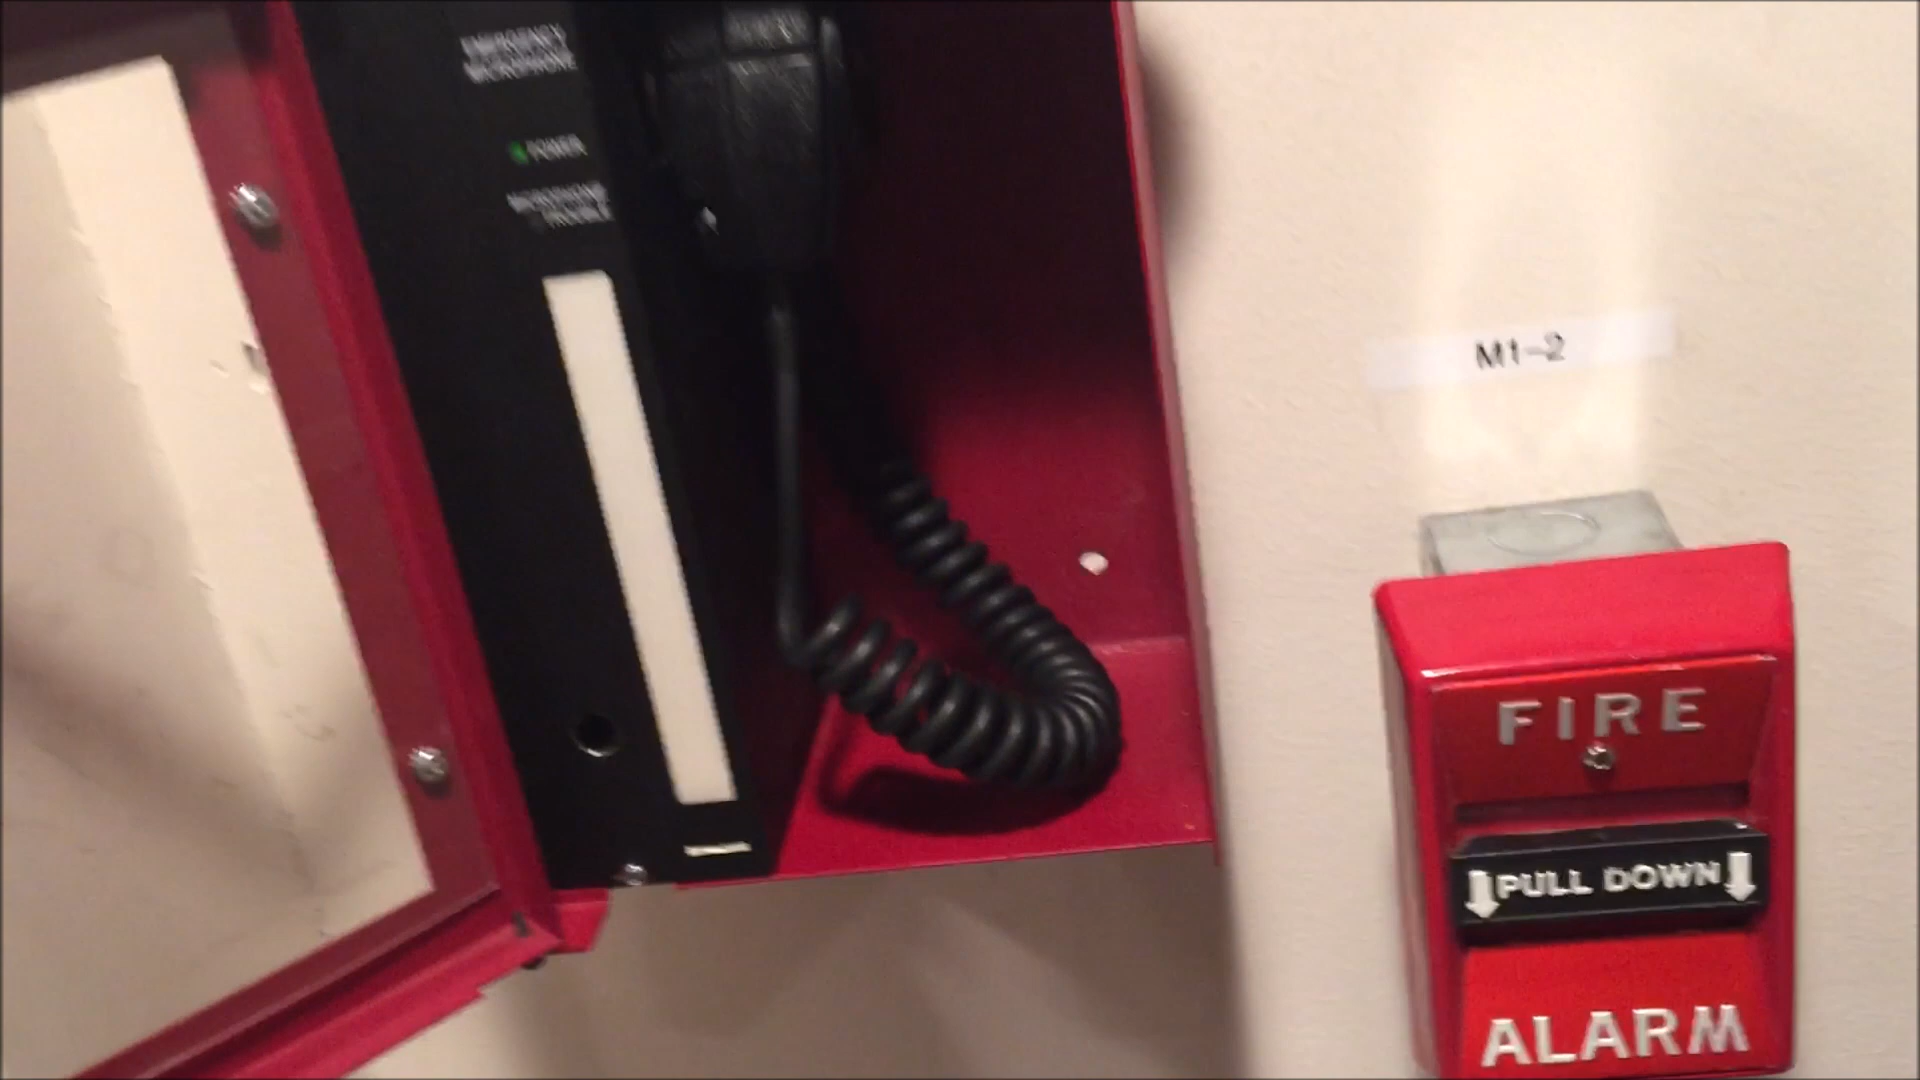 EMERGENCY
MICROPHONE
POWER
MICROPHONE
TROUBLE
M1-2
FIRE
PULL DOWN
ALARM